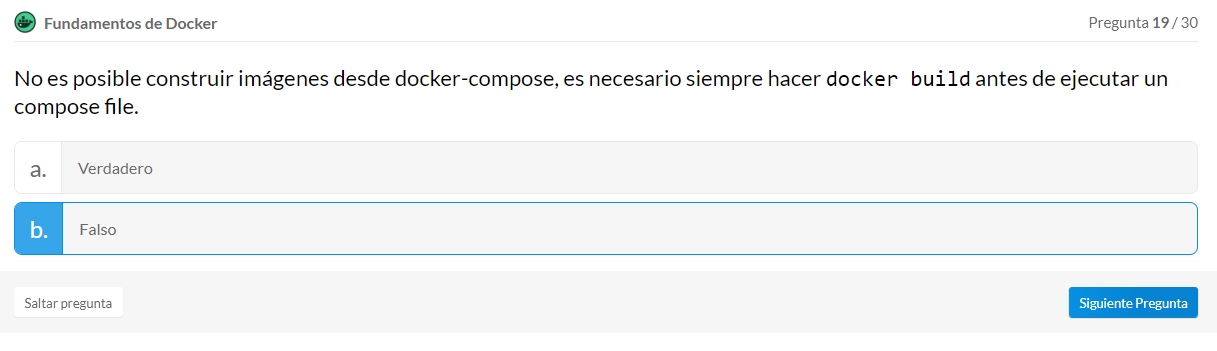 Fundamentos de Docker
Pregunta 19 / 30
No es posible construir imágenes desde docker-compose, es necesario siempre hacer docker build antes de ejecutar un
compose file.
a. Verdadero
b. Falso
Saltar pregunta
Siguiente Pregunta